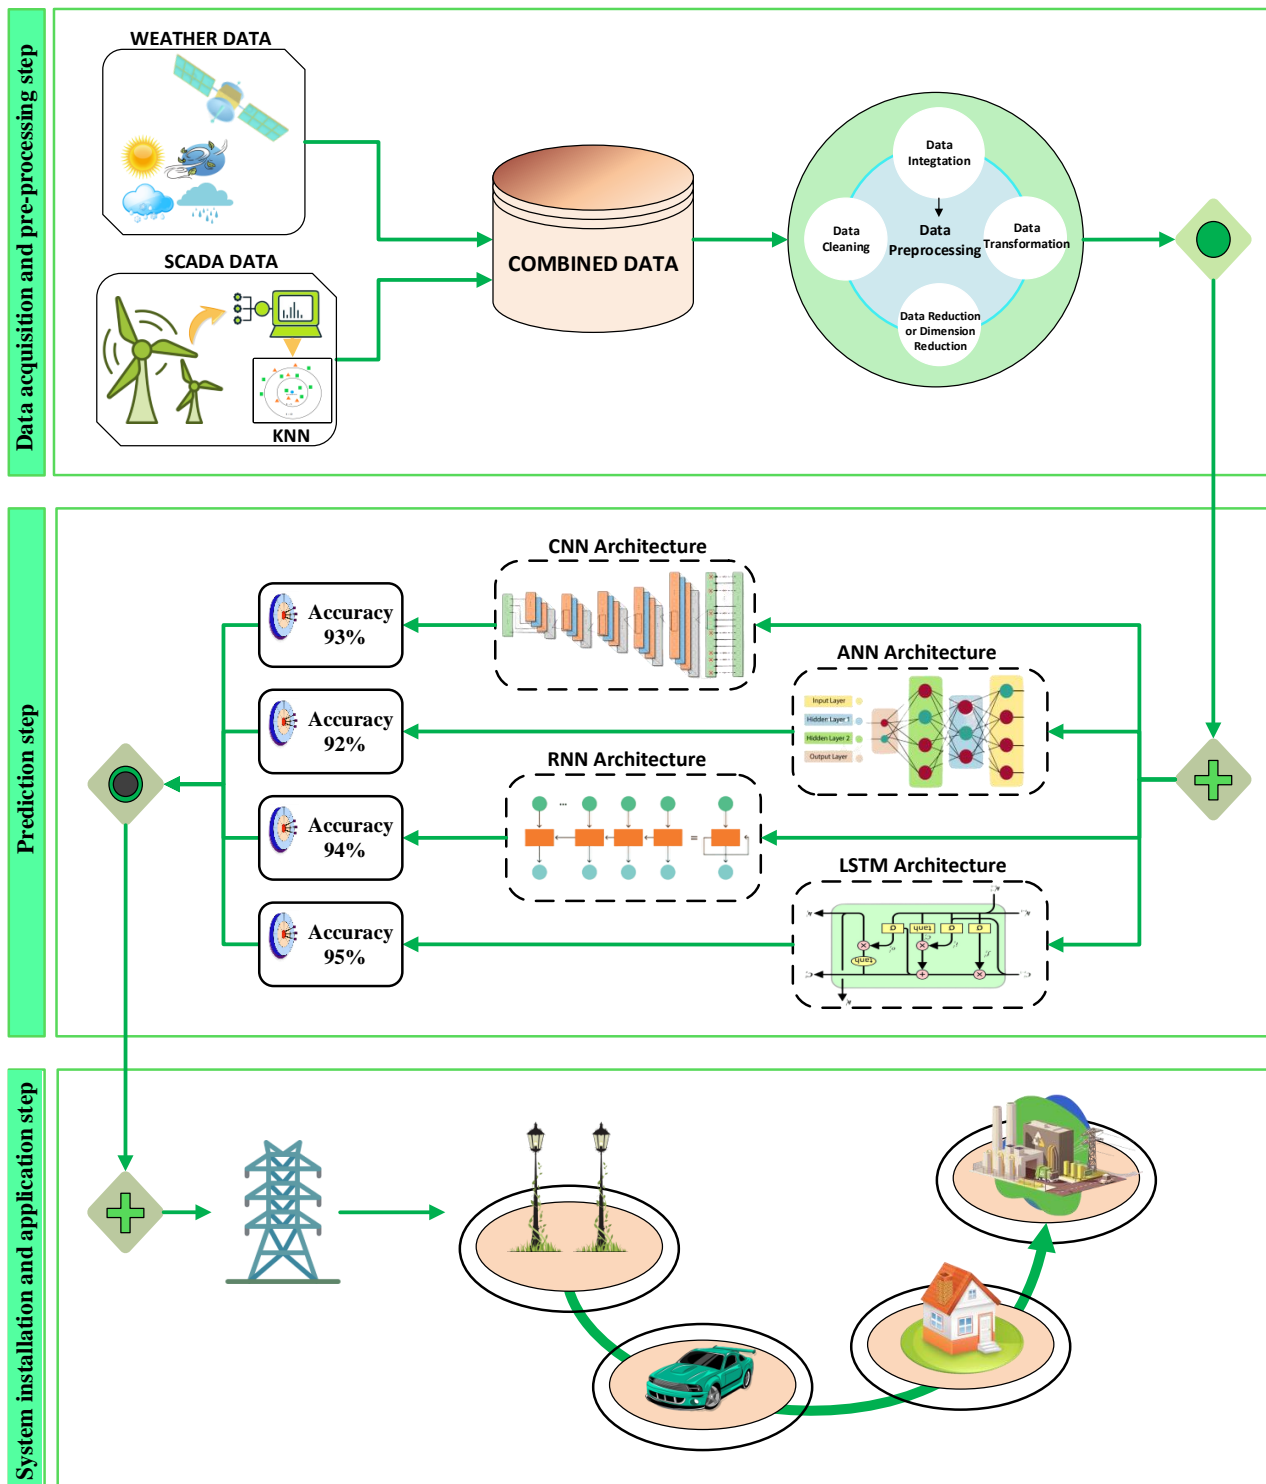 Data acquisition and pre-processing step
WEATHER DATA
SCADA DATA
KNN
COMBINED DATA
Data
Integtation
Data
Cleaning
Data
Preprocessing
Data
Transformation
Data Reduction
or Dimension
Reduction
Prediction step
CNN Architecture
Accuracy
93%
ANN Architecture
Input Layer
Hidden Layer 1
Hidden Layer 2
Output Layer
Accuracy
92%
RNN Architecture
...
=
Accuracy
94%
LSTM Architecture
σ
tanh
σ
σ
tanh
Accuracy
95%
System installation and application step